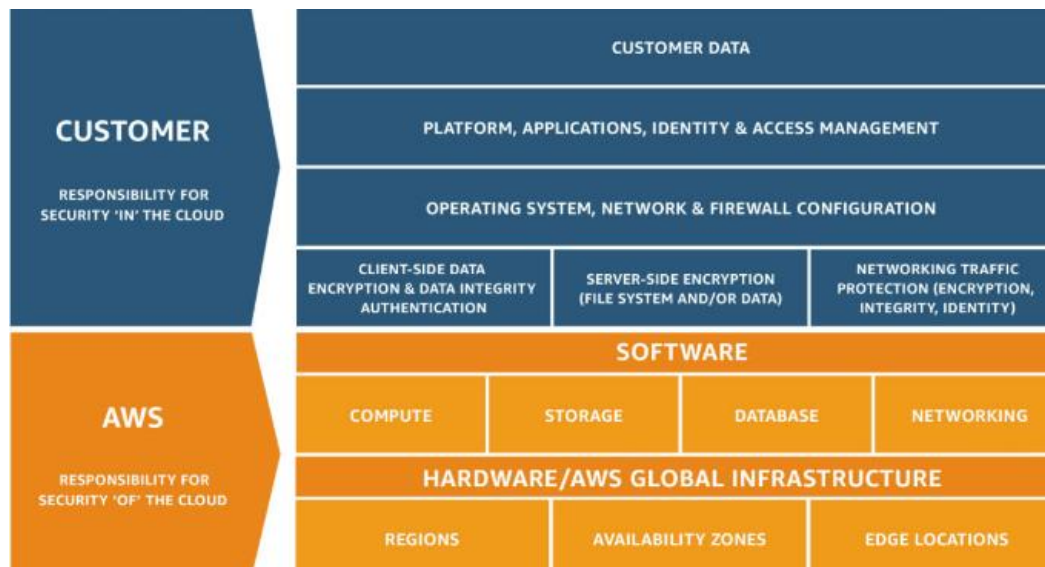 CUSTOMER
RESPONSIBILITY FOR
SECURITY ‘IN’ THE CLOUD
CUSTOMER DATA
PLATFORM, APPLICATIONS, IDENTITY & ACCESS MANAGEMENT
OPERATING SYSTEM, NETWORK & FIREWALL CONFIGURATION
CLIENT-SIDE DATA
ENCRYPTION & DATA INTEGRITY
AUTHENTICATION
SERVER-SIDE ENCRYPTION
(FILE SYSTEM AND/OR DATA)
NETWORKING TRAFFIC
PROTECTION (ENCRYPTION,
INTEGRITY, IDENTITY)
AWS
RESPONSIBILITY FOR
SECURITY ‘OF’ THE CLOUD
SOFTWARE
COMPUTE
STORAGE
DATABASE
NETWORKING
HARDWARE/AWS GLOBAL INFRASTRUCTURE
REGIONS
AVAILABILITY ZONES
EDGE LOCATIONS